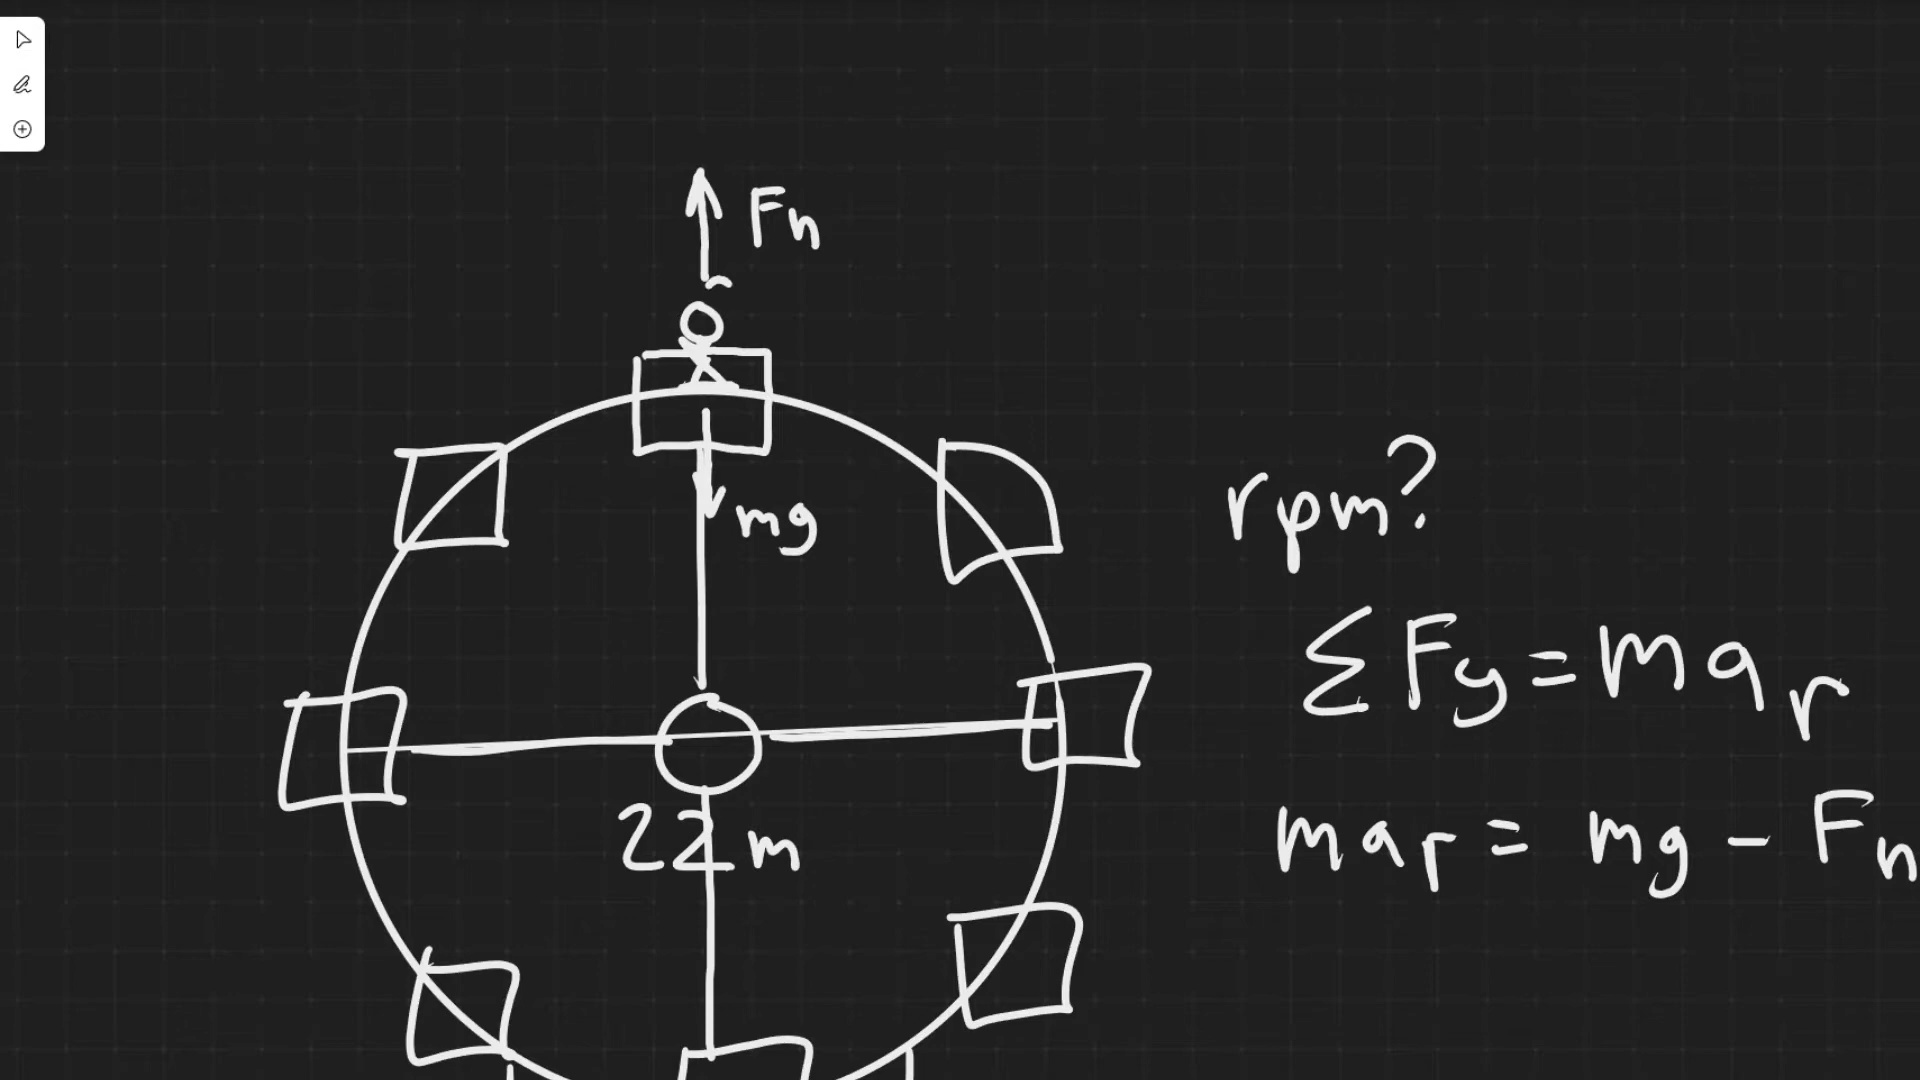 Fn
mg
rpm?
ΣFy=mar
22m
mar = mg - Fn